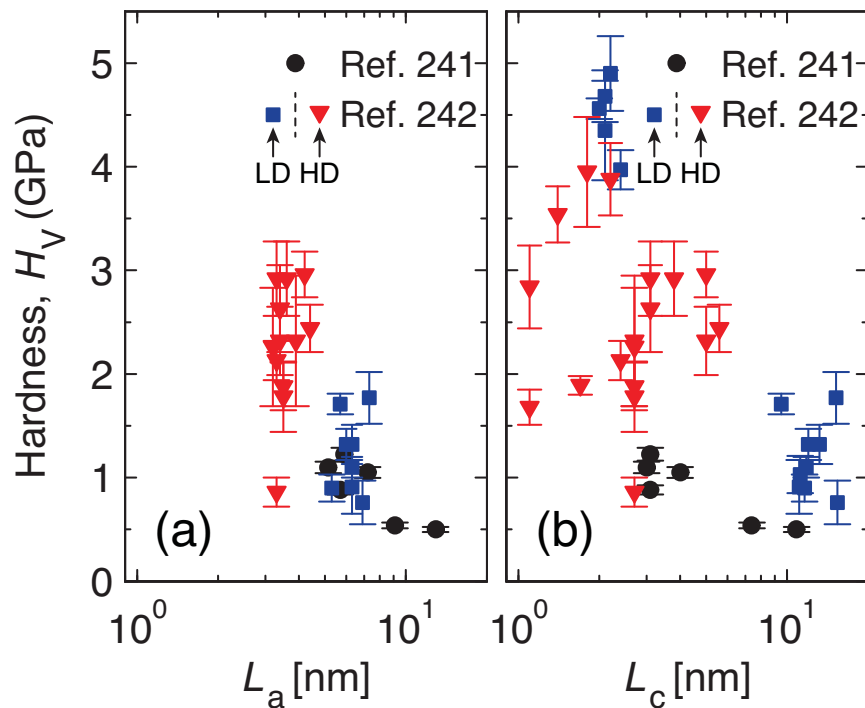 Hardness, H_V (GPa)
5
4
3
2
1
0
Ref. 241
Ref. 242
LD HD
(a)
10^0
10^1
L_a [nm]
Ref. 241
Ref. 242
LD HD
(b)
10^0
10^1
L_c [nm]